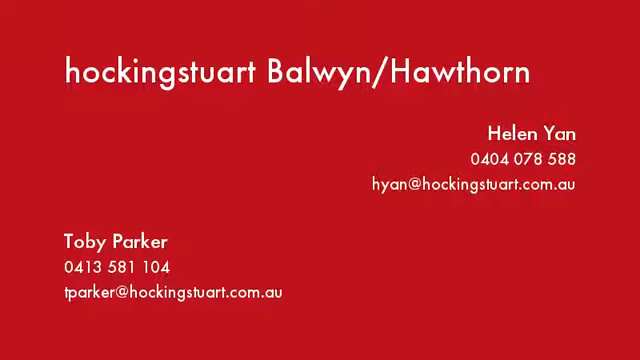 hockingstuart Balwyn/Hawthorn
Helen Yan
0404 078 588
hyan@hockingstuart.com.au
Toby Parker
0413 581 104
tparker@hockingstuart.com.au